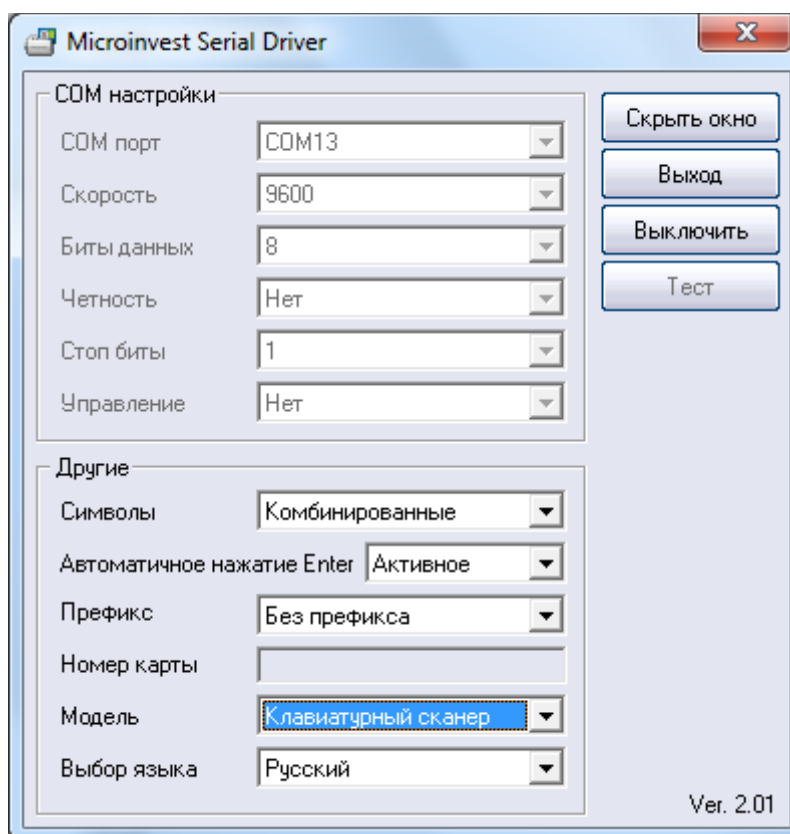 Microinvest Serial Driver
COM настройки
COM порт COM13
Скорость 9600
Биты данных 8
Четность Нет
Стоп биты 1
Управление Нет
Скрыть окно
Выход
Выключить
Тест
Другие
Символы Комбинированные
Автоматичное нажатие Enter Активное
Префикс Без префикса
Номер карты
Модель Клавиатурный сканер
Выбор языка Русский
Ver. 2.01